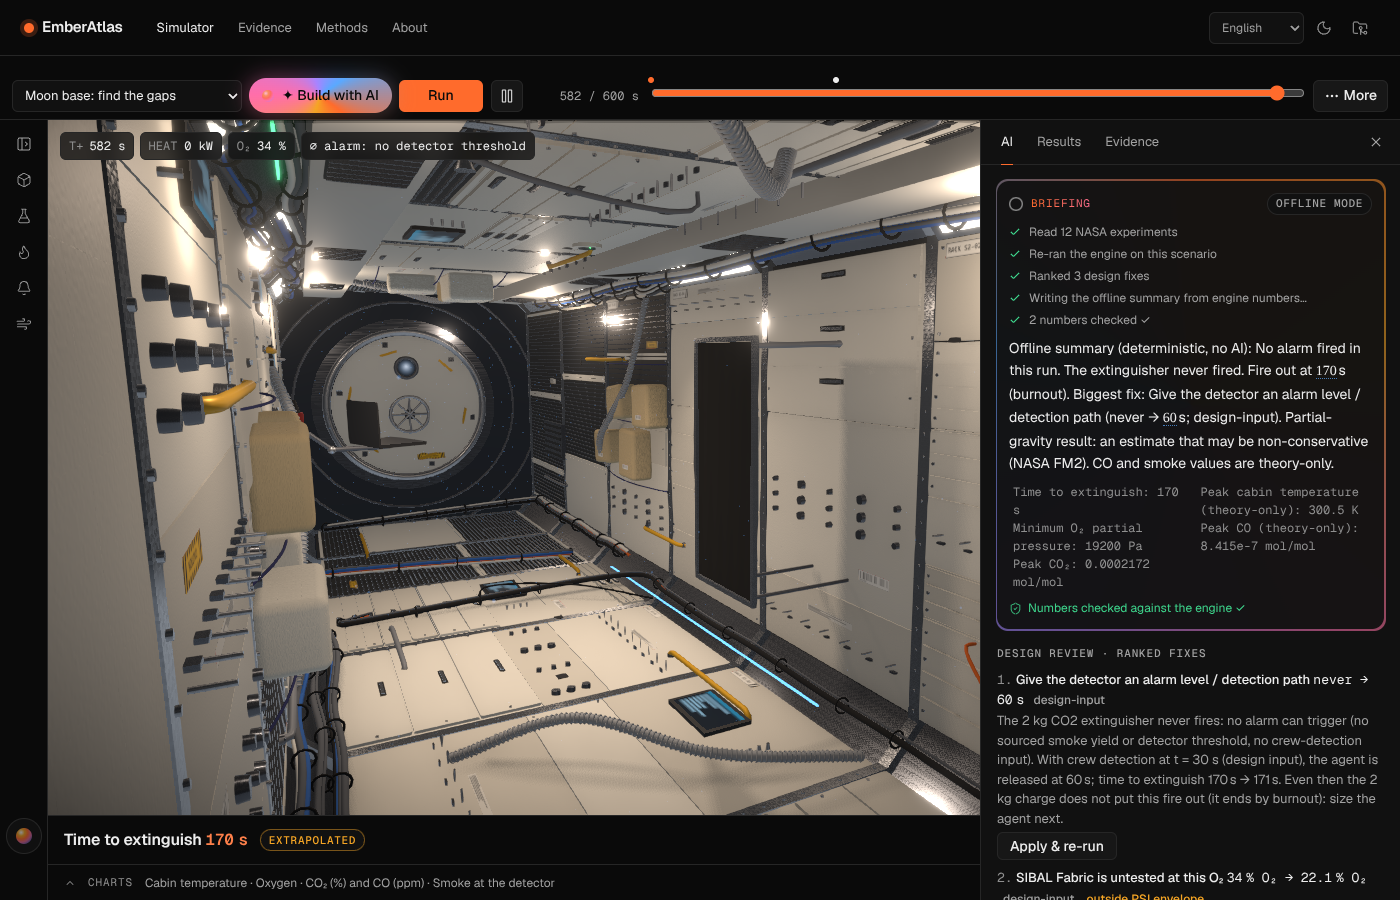 EmberAtlas
Simulator
Evidence
Methods
About
English
Moon base: find the gaps
✦ Build with AI
Run
582 / 600 s
··· More
T+ 582 s
HEAT 0 kW
O₂ 34 %
⌀ alarm: no detector threshold
AI
Results
Evidence
BRIEFING
OFFLINE MODE
✓ Read 12 NASA experiments
✓ Re-ran the engine on this scenario
✓ Ranked 3 design fixes
✓ Writing the offline summary from engine numbers…
✓ 2 numbers checked ✓
Offline summary (deterministic, no AI): No alarm fired in
this run. The extinguisher never fired. Fire out at 170 s
(burnout). Biggest fix: Give the detector an alarm level /
detection path (never → 60 s; design-input). Partial-
gravity result: an estimate that may be non-conservative
(NASA FM2). CO and smoke values are theory-only.
Time to extinguish: 170
s
Minimum O₂ partial
pressure: 19200 Pa
Peak CO₂: 0.0002172
mol/mol
Peak cabin temperature
(theory-only): 300.5 K
Peak CO (theory-only):
8.415e-7 mol/mol
Numbers checked against the engine ✓
DESIGN REVIEW · RANKED FIXES
1. Give the detector an alarm level / detection path never →
60 s design-input
The 2 kg CO2 extinguisher never fires: no alarm can trigger (no
sourced smoke yield or detector threshold, no crew-detection
input). With crew detection at t = 30 s (design input), the agent is
released at 60 s; time to extinguish 170 s → 171 s. Even then the 2
kg charge does not put this fire out (it ends by burnout): size the
agent next.
Apply & re-run
2. SIBAL Fabric is untested at this O₂ 34 % O₂ → 22.1 % O₂
design-input outside PSI envelope
Time to extinguish 170 s
EXTRAPOLATED
CHARTS
Cabin temperature · Oxygen · CO₂ (%) and CO (ppm) · Smoke at the detector